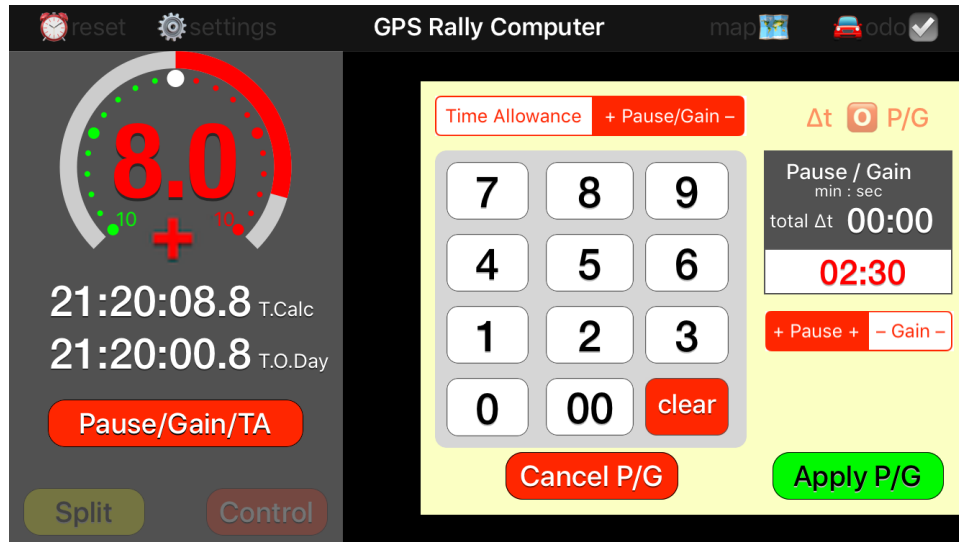 reset settings GPS Rally Computer map odo
8.0
10 10
+
21:20:08.8 T.Calc
21:20:00.8 T.O.Day
Pause/Gain/TA
Split Control
Time Allowance + Pause/Gain –
Δt O P/G
7 8 9
4 5 6
1 2 3
0 00 clear
Pause / Gain
min : sec
total Δt 00:00
02:30
+ Pause + – Gain –
Cancel P/G Apply P/G